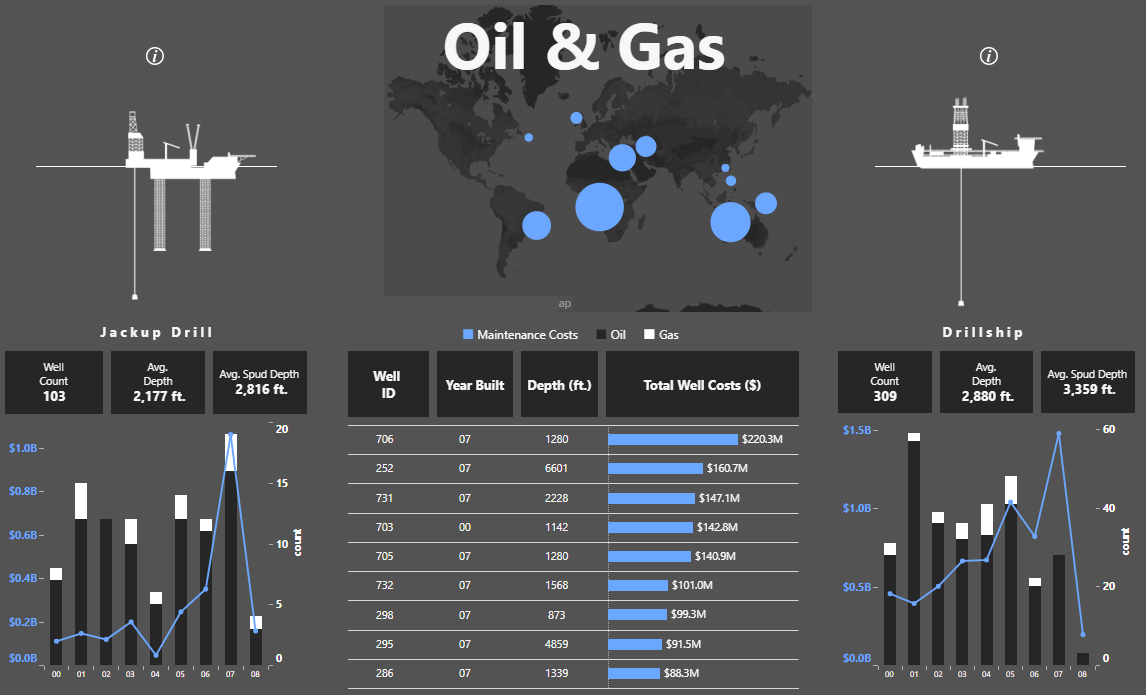 Oil & Gas
i
i
ap
Jackup Drill
Well
Count
103
Avg.
Depth
2,177 ft.
Avg. Spud Depth
2,816 ft.
$1.0B
$0.8B
$0.6B
$0.4B
$0.2B
$0.0B
20
15
10
5
0
count
00 01 02 03 04 05 06 07 08
Maintenance Costs Oil Gas
Well
ID
Year Built
Depth (ft.)
Total Well Costs ($)
706 07 1280 $220.3M
252 07 6601 $160.7M
731 07 2228 $147.1M
703 00 1142 $142.8M
705 07 1280 $140.9M
732 07 1568 $101.0M
298 07 873 $99.3M
295 07 4859 $91.5M
286 07 1339 $88.3M
Drillship
Well
Count
309
Avg.
Depth
2,880 ft.
Avg. Spud Depth
3,359 ft.
$1.5B
$1.0B
$0.5B
$0.0B
60
40
20
0
count
00 01 02 03 04 05 06 07 08